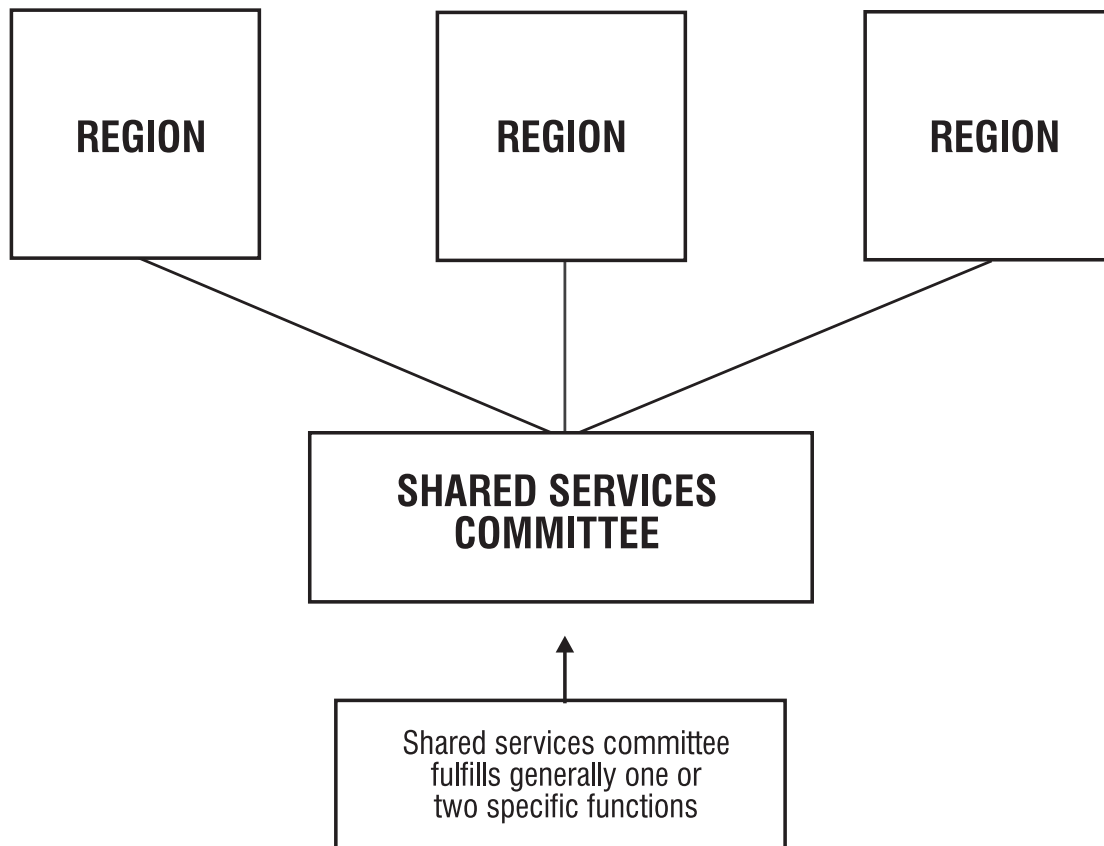 REGION
REGION
REGION
SHARED SERVICES
COMMITTEE
Shared services committee
fulfills generally one or
two specific functions